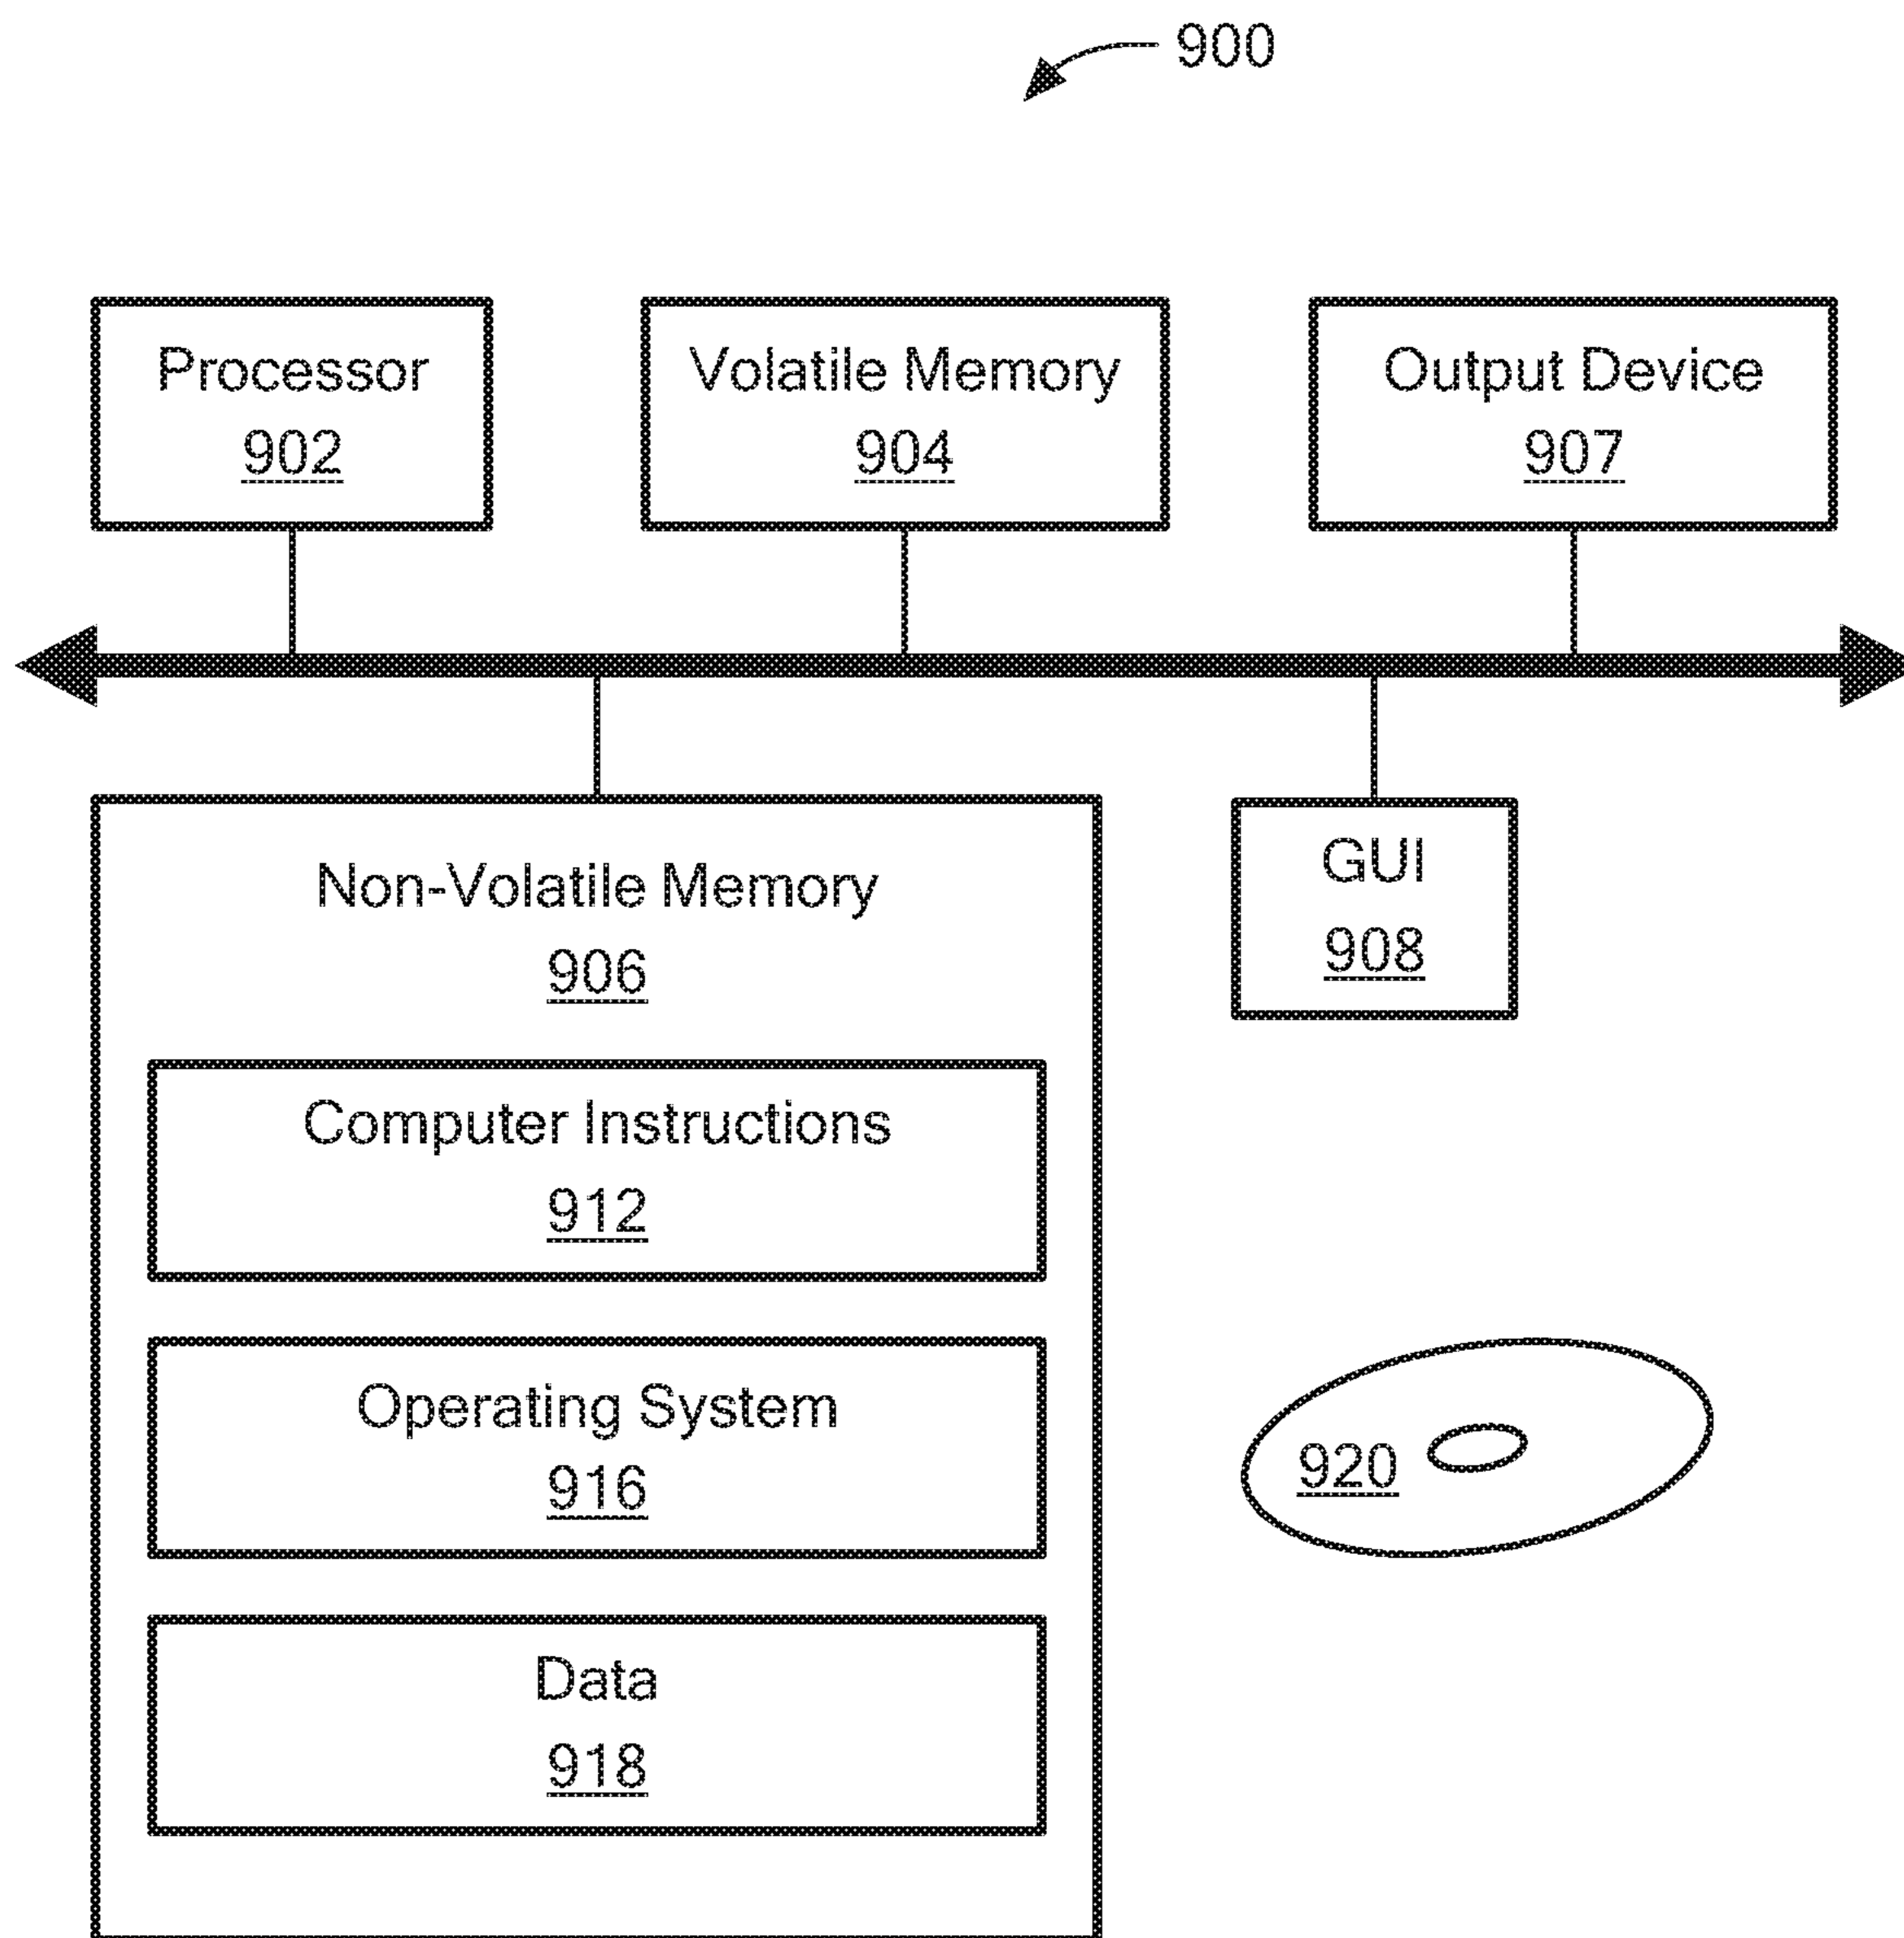 900
Processor
902
Volatile Memory
904
Output Device
907
Non-Volatile Memory
906
GUI
908
Computer Instructions
912
Operating System
916
920
Data
918